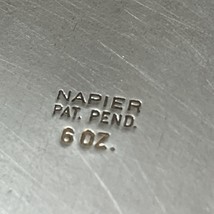 NAPIER
PAT. PEND.
6 OZ.